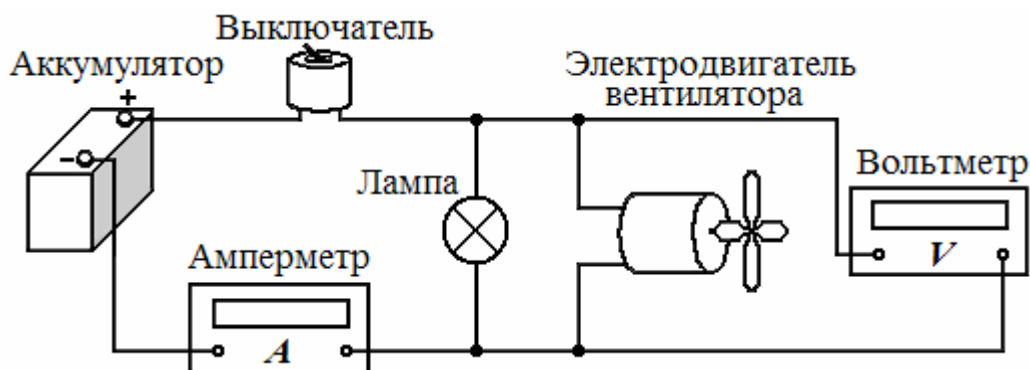 Выключатель
Аккумулятор
+
-
Электродвигатель
вентилятора
Лампа
Вольтметр
V
Амперметр
A